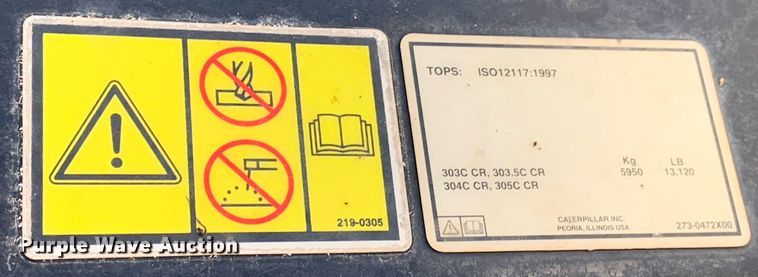 219-0305
TOPS: ISO12117:1997
Kg LB
303C CR, 303.5C CR 5950 13,120
304C CR, 305C CR
CATERPILLAR INC.
PEORIA, ILLINOIS USA
273-0472X00
Purple Wave Auction